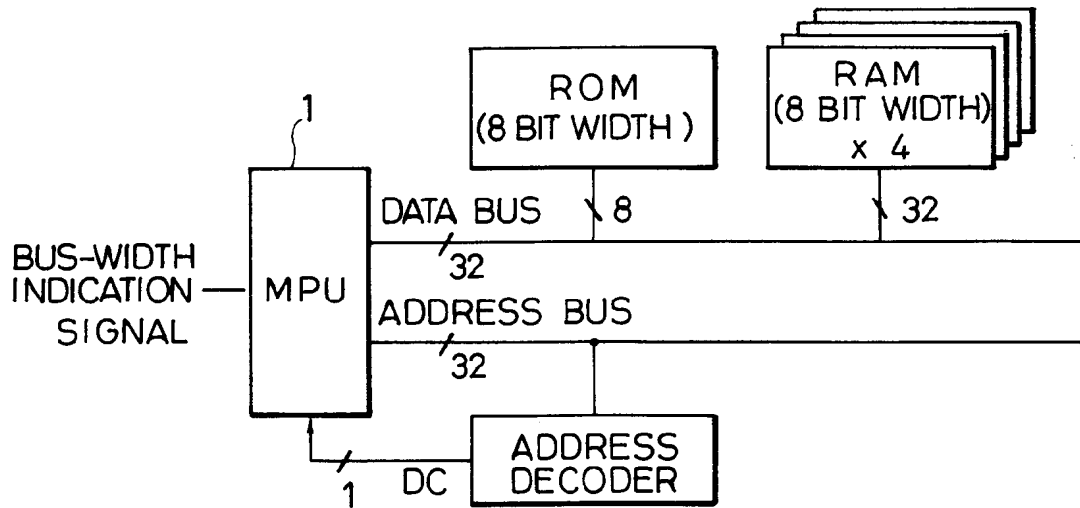 ROM
(8 BIT WIDTH)
RAM
(8 BIT WIDTH)
x 4
1
DATA BUS
8
32
32
BUS-WIDTH
INDICATION
SIGNAL
MPU
ADDRESS BUS
32
ADDRESS
DECODER
DC
1